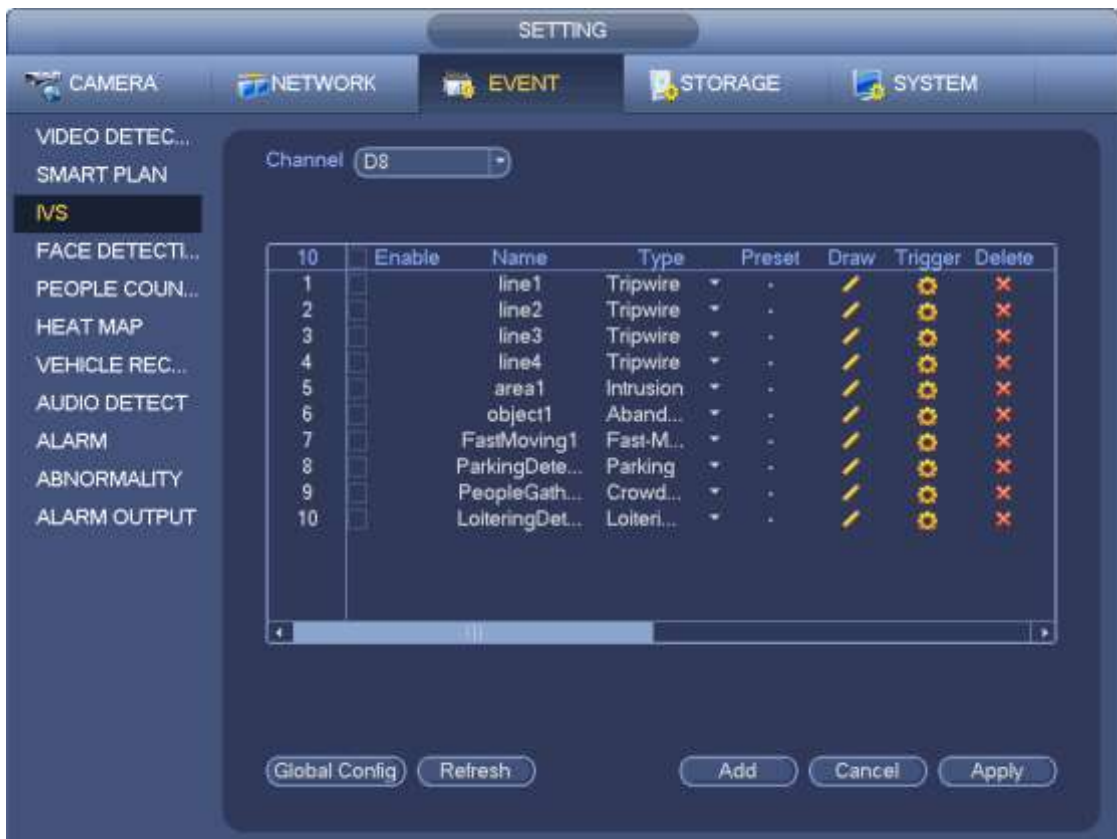 SETTING
CAMERA NETWORK EVENT STORAGE SYSTEM
VIDEO DETEC...
SMART PLAN
IVS
FACE DETECTI...
PEOPLE COUN...
HEAT MAP
VEHICLE REC...
AUDIO DETECT
ALARM
ABNORMALITY
ALARM OUTPUT
Channel D8
10 Enable Name Type Preset Draw Trigger Delete
1 line1 Tripwire
2 line2 Tripwire
3 line3 Tripwire
4 line4 Tripwire
5 area1 Intrusion
6 object1 Aband...
7 FastMoving1 Fast-M...
8 ParkingDete... Parking
9 PeopleGath... Crowd...
10 LoiteringDet... Loiteri...
Global Config Refresh Add Cancel Apply